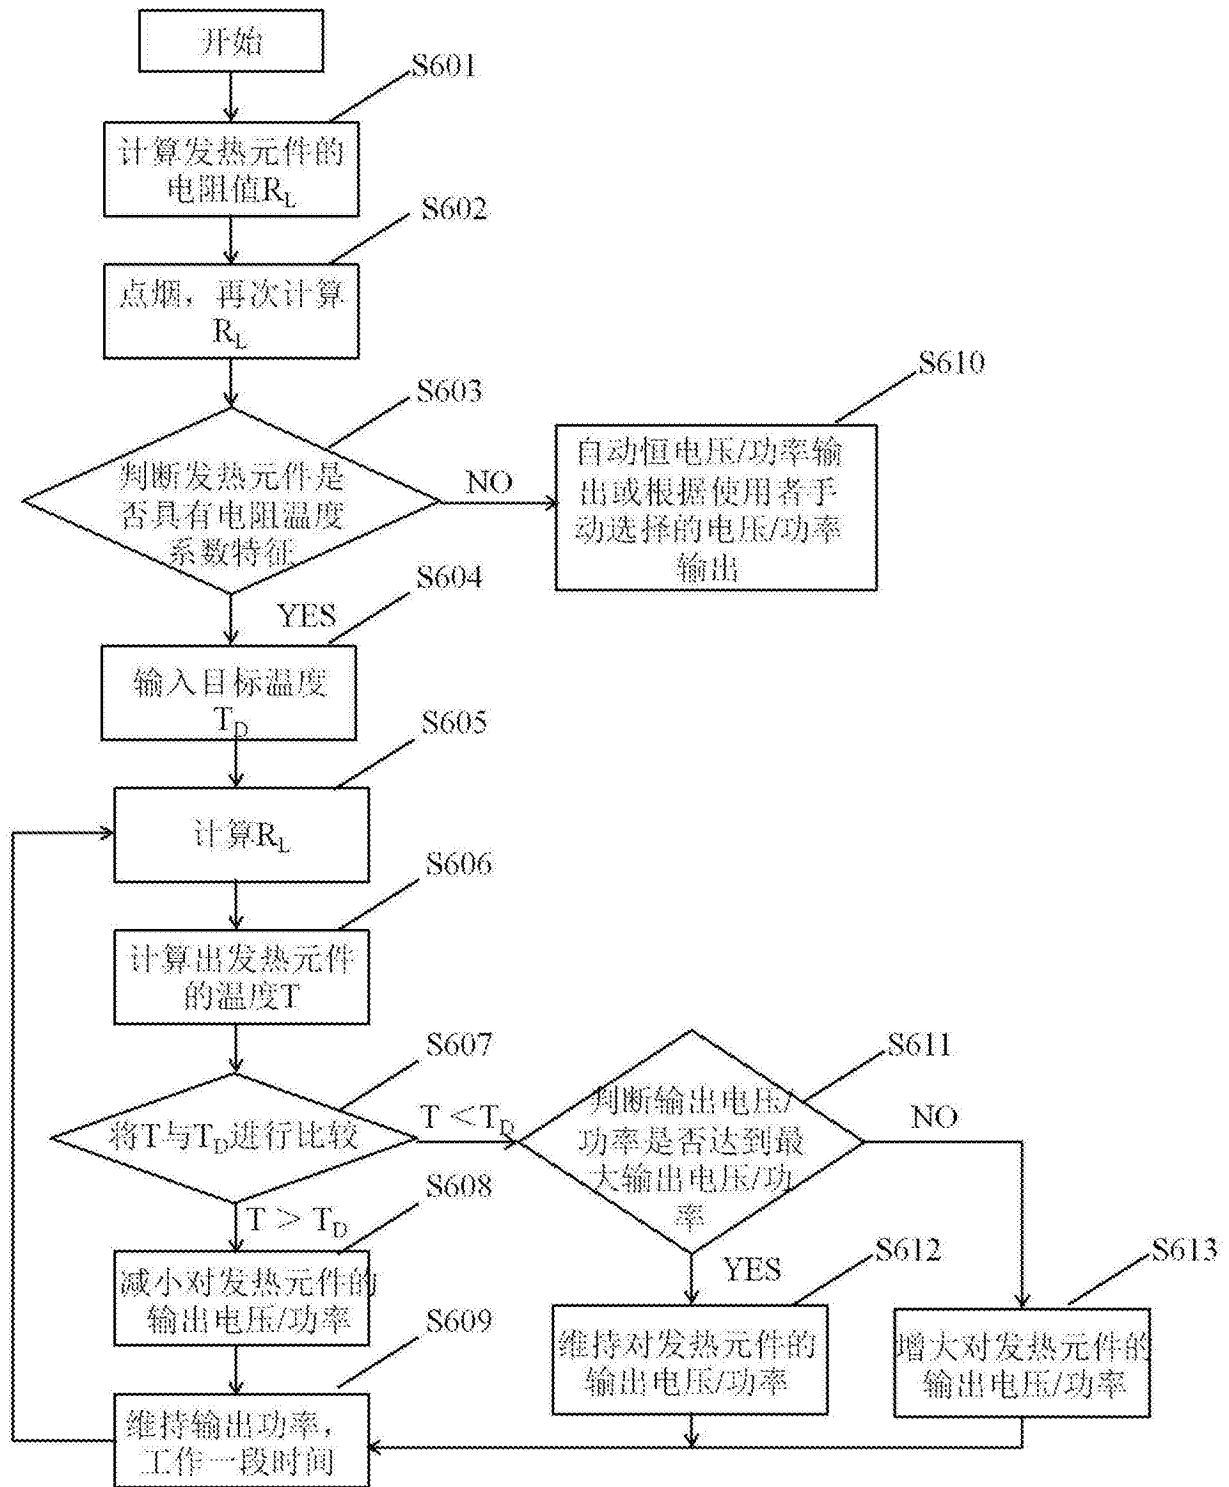 开始
S601
计算发热元件的
电阻值RL
S602
点烟，再次计算
RL
S603
判断发热元件是
否具有电阻温度
系数特征
NO
S610
自动恒电压/功率输
出或根据使用者手
动选择的电压/功率
输出
YES
S604
输入目标温度
TD
S605
计算RL
S606
计算出发热元件
的温度T
S607
将T与TD进行比较
T＜TD
S611
判断输出电压/
功率是否达到最
大输出电压/功
率
NO
T＞TD
S608
减小对发热元件的
输出电压/功率
YES
S612
维持对发热元件的
输出电压/功率
S613
增大对发热元件的
输出电压/功率
S609
维持输出功率，
工作一段时间